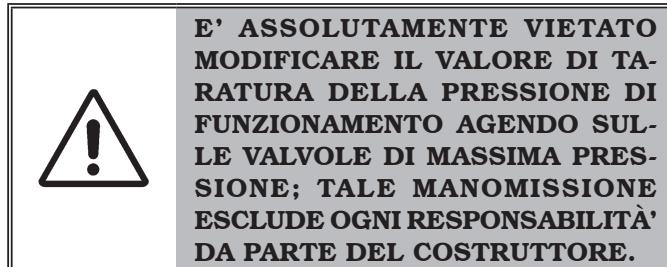 E' ASSOLUTAMENTE VIETATO
MODIFICARE IL VALORE DI TA-
RATURA DELLA PRESSIONE DI
FUNZIONAMENTO AGENDO SUL-
LE VALVOLE DI MASSIMA PRES-
SIONE; TALE MANOMISSIONE
ESCLUDE OGNI RESPONSABILITÀ'
DA PARTE DEL COSTRUTTORE.